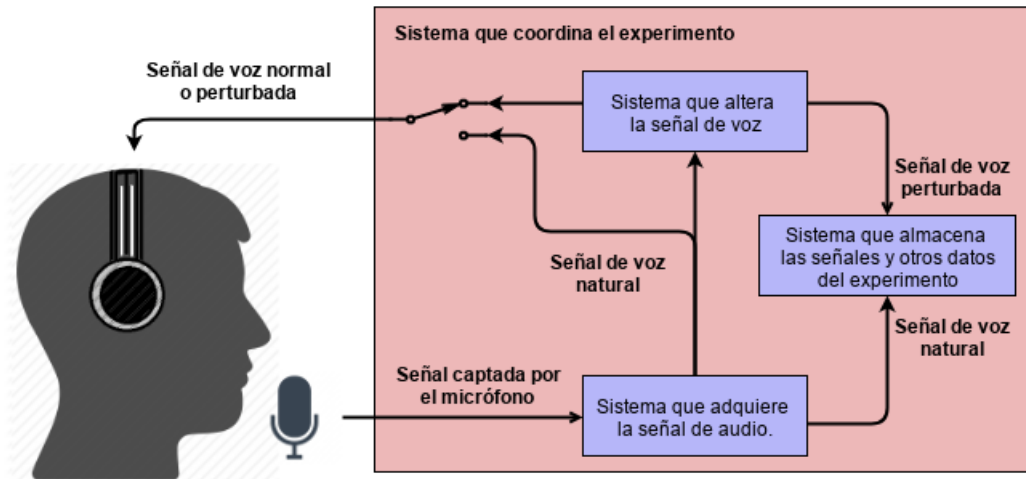 Sistema que coordina el experimento
Señal de voz normal
o perturbada
Sistema que altera
la señal de voz
Señal de voz
perturbada
Sistema que almacena
las señales y otros datos
del experimento
Señal de voz
natural
Señal de voz
natural
Señal captada por
el micrófono
Sistema que adquiere
la señal de audio.